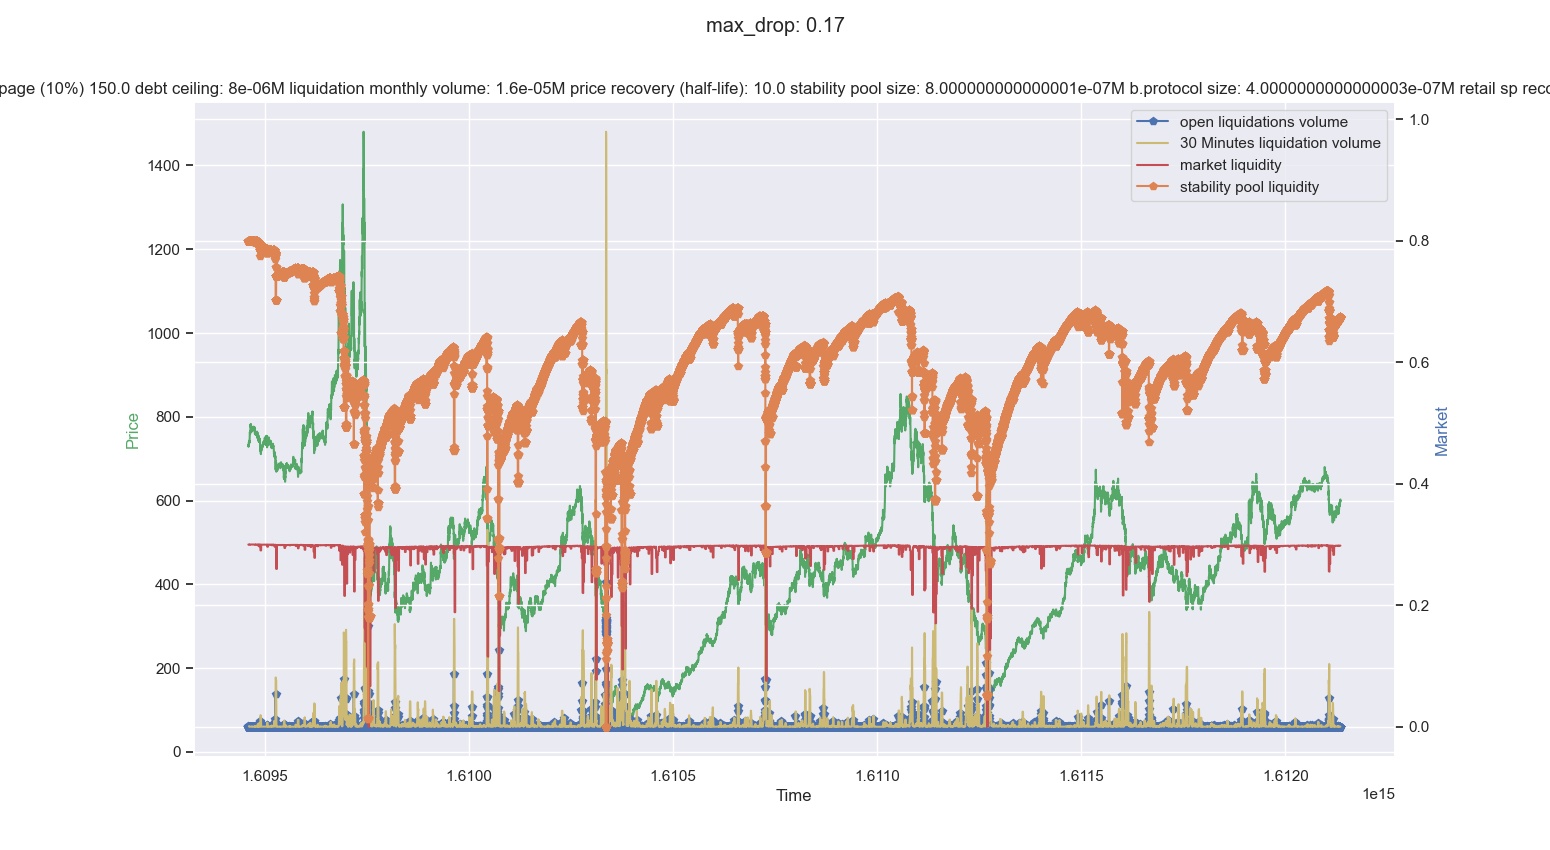 max_drop: 0.17
page (10%) 150.0 debt ceiling: 8e-06M liquidation monthly volume: 1.6e-05M price recovery (half-life): 10.0 stability pool size: 8.000000000000001e-07M b.protocol size: 4.0000000000000003e-07M retail sp reco
open liquidations volume
30 Minutes liquidation volume
market liquidity
stability pool liquidity
1400
1200
1000
800
600
400
200
0
Price
1.0
0.8
0.6
0.4
0.2
0.0
Market
1.6095 1.6100 1.6105 1.6110 1.6115 1.6120
Time
1e15